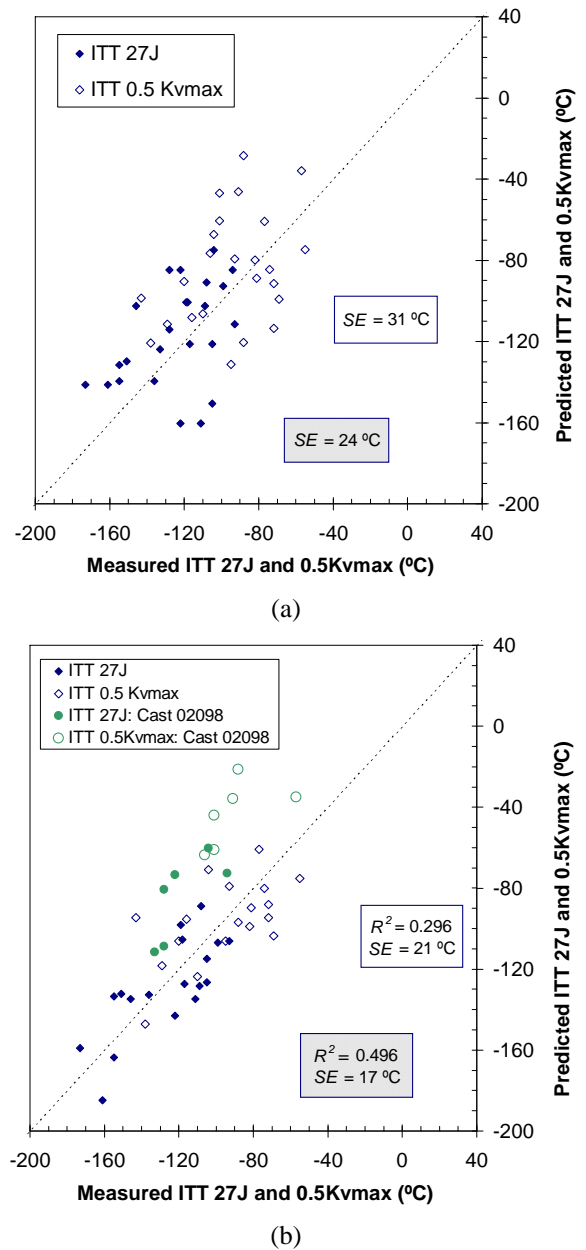 ITT 27J
ITT 0.5 Kvmax
40
0
-40
-80
-120
-160
-200
Predicted ITT 27J and 0.5Kvmax (ºC)
SE = 31 ºC
SE = 24 ºC
-200 -160 -120 -80 -40 0 40
Measured ITT 27J and 0.5Kvmax (ºC)
(a)
ITT 27J
ITT 0.5 Kvmax
ITT 27J: Cast 02098
ITT 0.5Kvmax: Cast 02098
40
0
-40
-80
-120
-160
-200
Predicted ITT 27J and 0.5Kvmax (ºC)
R² = 0.296
SE = 21 ºC
R² = 0.496
SE = 17 ºC
-200 -160 -120 -80 -40 0 40
Measured ITT 27J and 0.5Kvmax (ºC)
(b)